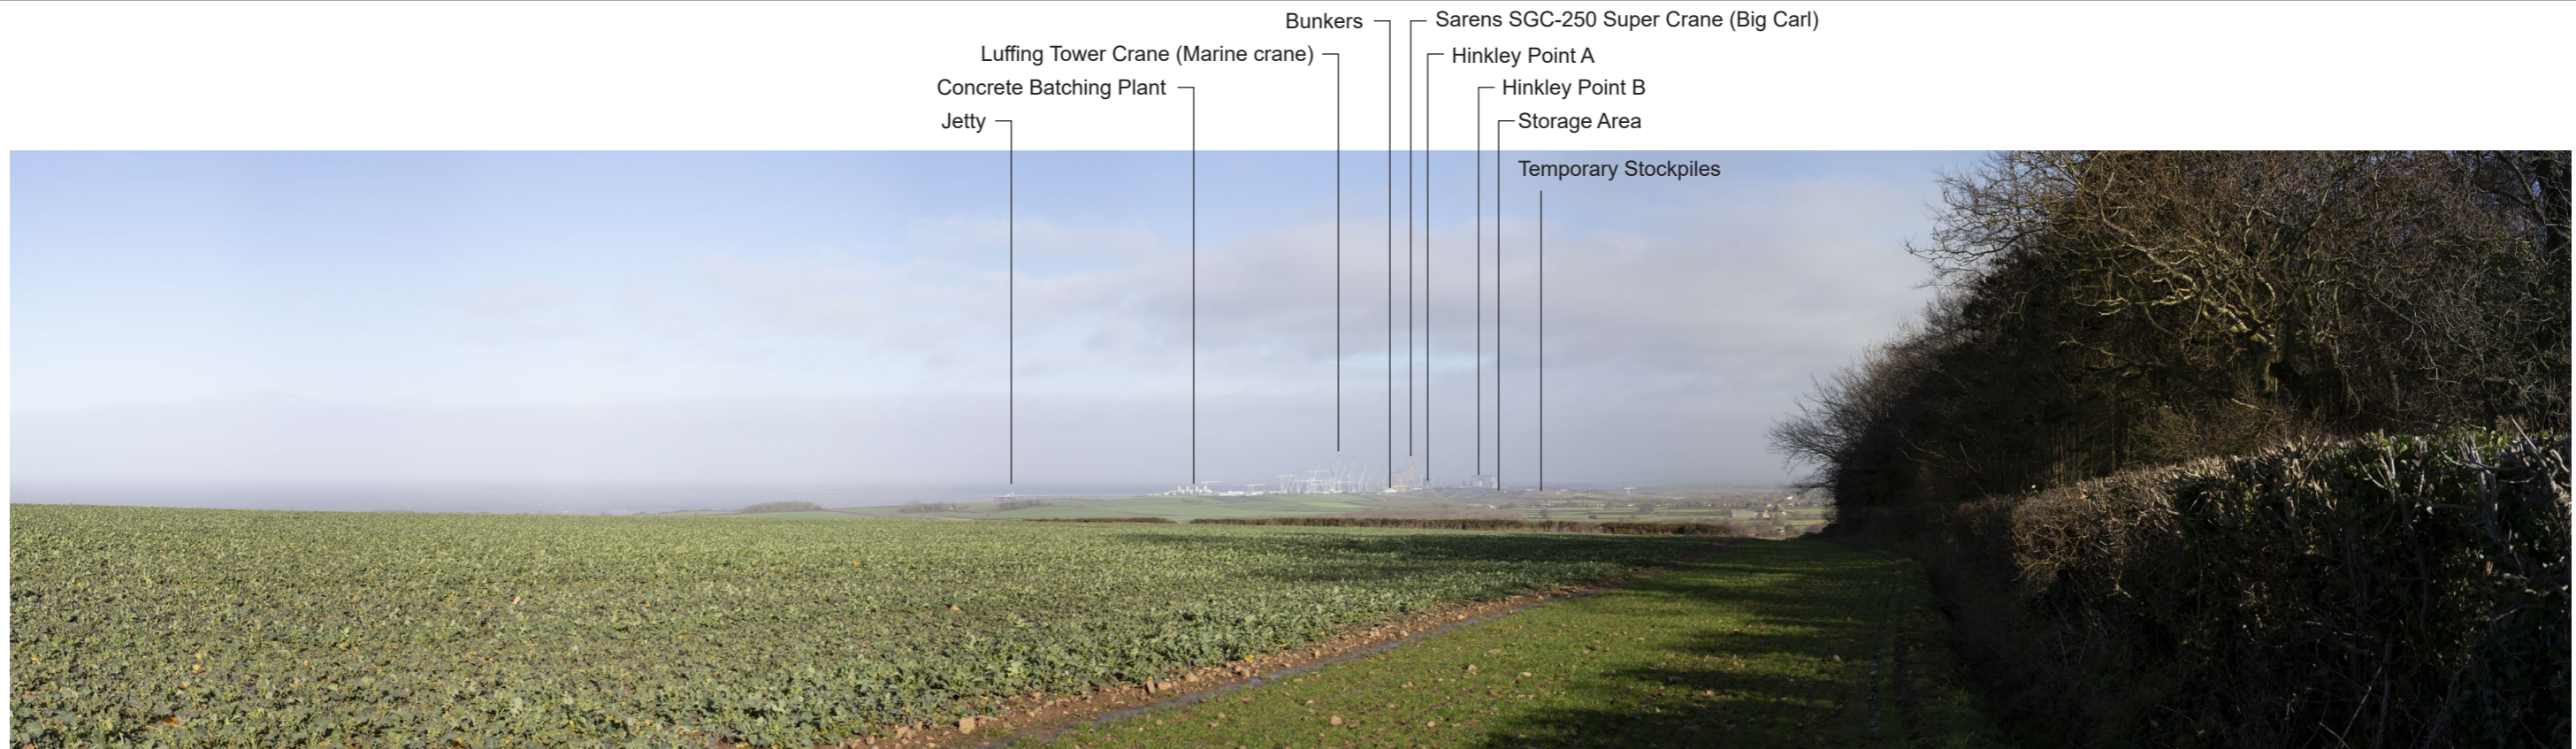 Bunkers
Sarens SGC-250 Super Crane (Big Carl)
Luffing Tower Crane (Marine crane)
Hinkley Point A
Concrete Batching Plant
Hinkley Point B
Jetty
Storage Area
Temporary Stockpiles